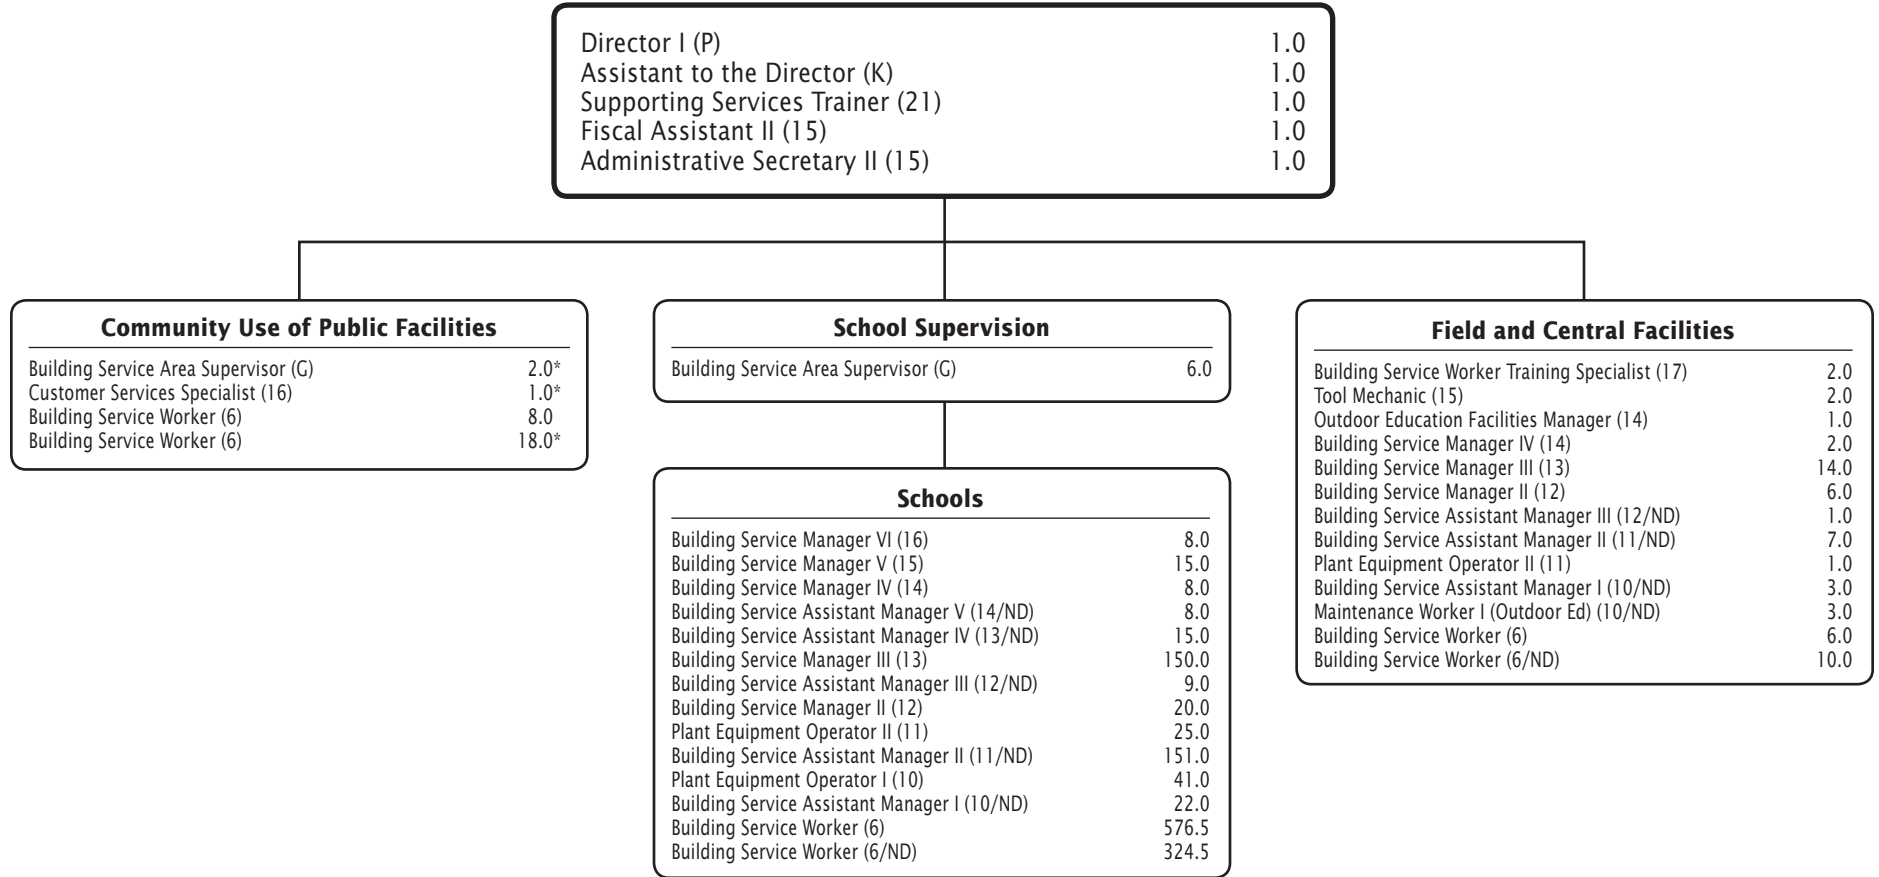 Director I (P) 1.0
Assistant to the Director (K) 1.0
Supporting Services Trainer (21) 1.0
Fiscal Assistant II (15) 1.0
Administrative Secretary II (15) 1.0
Community Use of Public Facilities
Building Service Area Supervisor (G) 2.0*
Customer Services Specialist (16) 1.0*
Building Service Worker (6) 8.0
Building Service Worker (6) 18.0*
School Supervision
Building Service Area Supervisor (G) 6.0
Schools
Building Service Manager VI (16) 8.0
Building Service Manager V (15) 15.0
Building Service Manager IV (14) 8.0
Building Service Assistant Manager V (14/ND) 8.0
Building Service Assistant Manager IV (13/ND) 15.0
Building Service Manager III (13) 150.0
Building Service Assistant Manager III (12/ND) 9.0
Building Service Manager II (12) 20.0
Plant Equipment Operator II (11) 25.0
Building Service Assistant Manager II (11/ND) 151.0
Plant Equipment Operator I (10) 41.0
Building Service Assistant Manager I (10/ND) 22.0
Building Service Worker (6) 576.5
Building Service Worker (6/ND) 324.5
Field and Central Facilities
Building Service Worker Training Specialist (17) 2.0
Tool Mechanic (15) 2.0
Outdoor Education Facilities Manager (14) 1.0
Building Service Manager IV (14) 2.0
Building Service Manager III (13) 14.0
Building Service Manager II (12) 6.0
Building Service Assistant Manager III (12/ND) 1.0
Building Service Assistant Manager II (11/ND) 7.0
Plant Equipment Operator II (11) 1.0
Building Service Assistant Manager I (10/ND) 3.0
Maintenance Worker I (Outdoor Ed) (10/ND) 3.0
Building Service Worker (6) 6.0
Building Service Worker (6/ND) 10.0